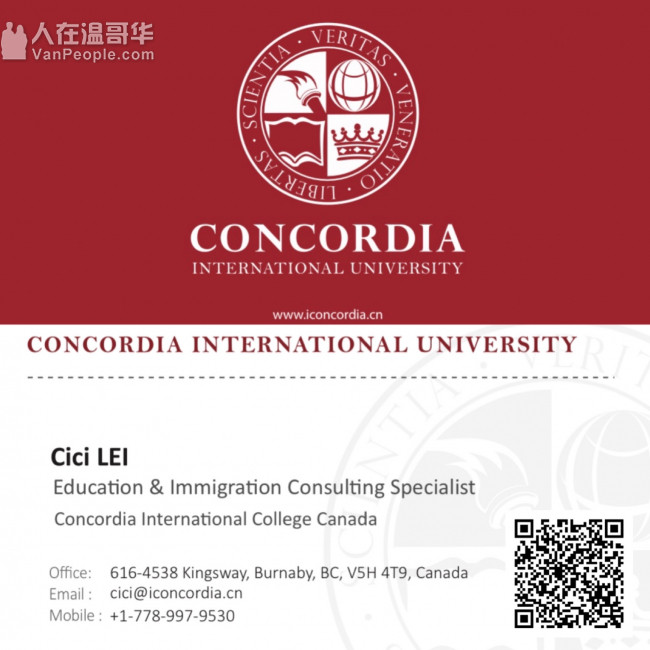 人在温哥华
VanPeople.com
SCIENTIA · VERITAS · VENERATIO · LIBERTAS ·
CONCORDIA
INTERNATIONAL UNIVERSITY
www.iconcordia.cn
CONCORDIA INTERNATIONAL UNIVERSITY
SCIENTIA · VERITAS
Cici LEI
Education & Immigration Consulting Specialist
Concordia International College Canada
Office: 616-4538 Kingsway, Burnaby, BC, V5H 4T9, Canada
Email : cici@iconcordia.cn
Mobile : +1-778-997-9530